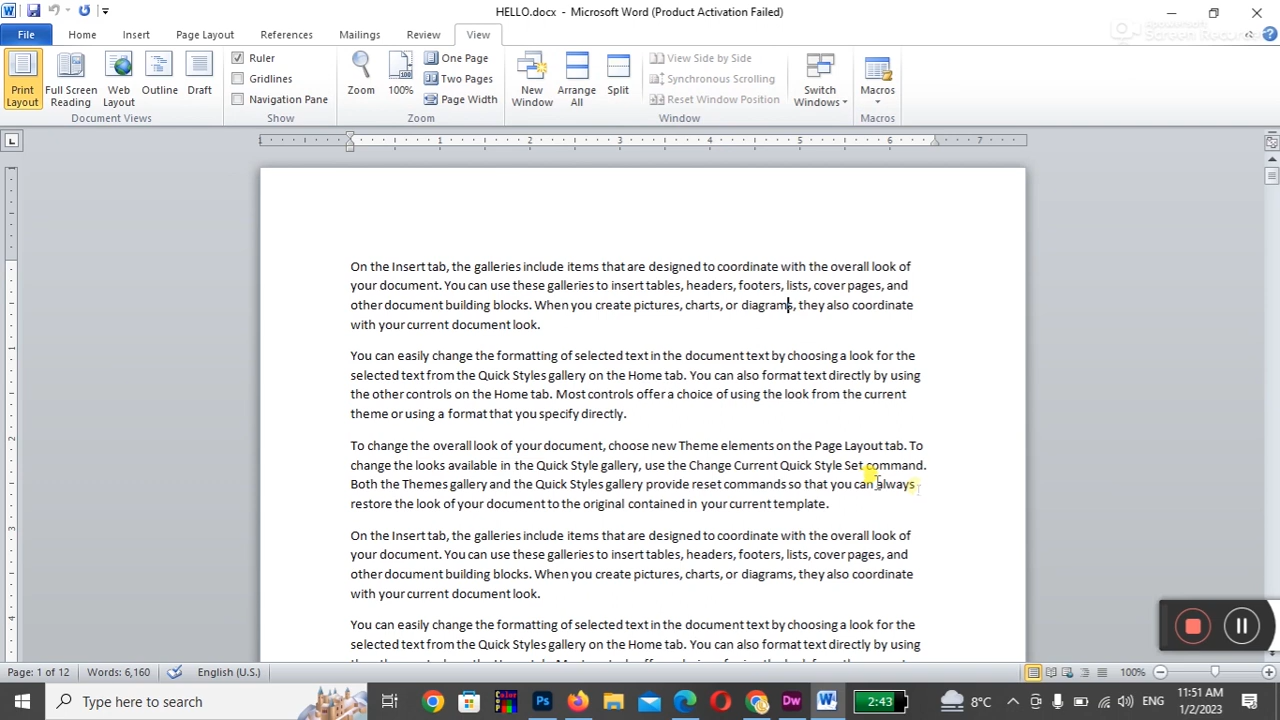 HELLO.docx - Microsoft Word (Product Activation Failed)
File Home Insert Page Layout References Mailings Review View
Print Layout
Full Screen Reading
Web Layout
Outline
Draft
Document Views
Ruler
Gridlines
Navigation Pane
Show
Zoom
100%
One Page
Two Pages
Page Width
Zoom
New Window
Arrange All
Split
View Side by Side
Synchronous Scrolling
Reset Window Position
Window
Switch Windows
Macros
Macros
1 1 2 3 4 5 6 7
On the Insert tab, the galleries include items that are designed to coordinate with the overall look of
your document. You can use these galleries to insert tables, headers, footers, lists, cover pages, and
other document building blocks. When you create pictures, charts, or diagrams, they also coordinate
with your current document look.
You can easily change the formatting of selected text in the document text by choosing a look for the
selected text from the Quick Styles gallery on the Home tab. You can also format text directly by using
the other controls on the Home tab. Most controls offer a choice of using the look from the current
theme or using a format that you specify directly.
To change the overall look of your document, choose new Theme elements on the Page Layout tab. To
change the looks available in the Quick Style gallery, use the Change Current Quick Style Set command.
Both the Themes gallery and the Quick Styles gallery provide reset commands so that you can always
restore the look of your document to the original contained in your current template.
On the Insert tab, the galleries include items that are designed to coordinate with the overall look of
your document. You can use these galleries to insert tables, headers, footers, lists, cover pages, and
other document building blocks. When you create pictures, charts, or diagrams, they also coordinate
with your current document look.
You can easily change the formatting of selected text in the document text by choosing a look for the
selected text from the Quick Styles gallery on the Home tab. You can also format text directly by using
Page: 1 of 12 Words: 6,160 English (U.S.) 100%
Type here to search
2:43
8°C
ENG
11:51 AM
1/2/2023